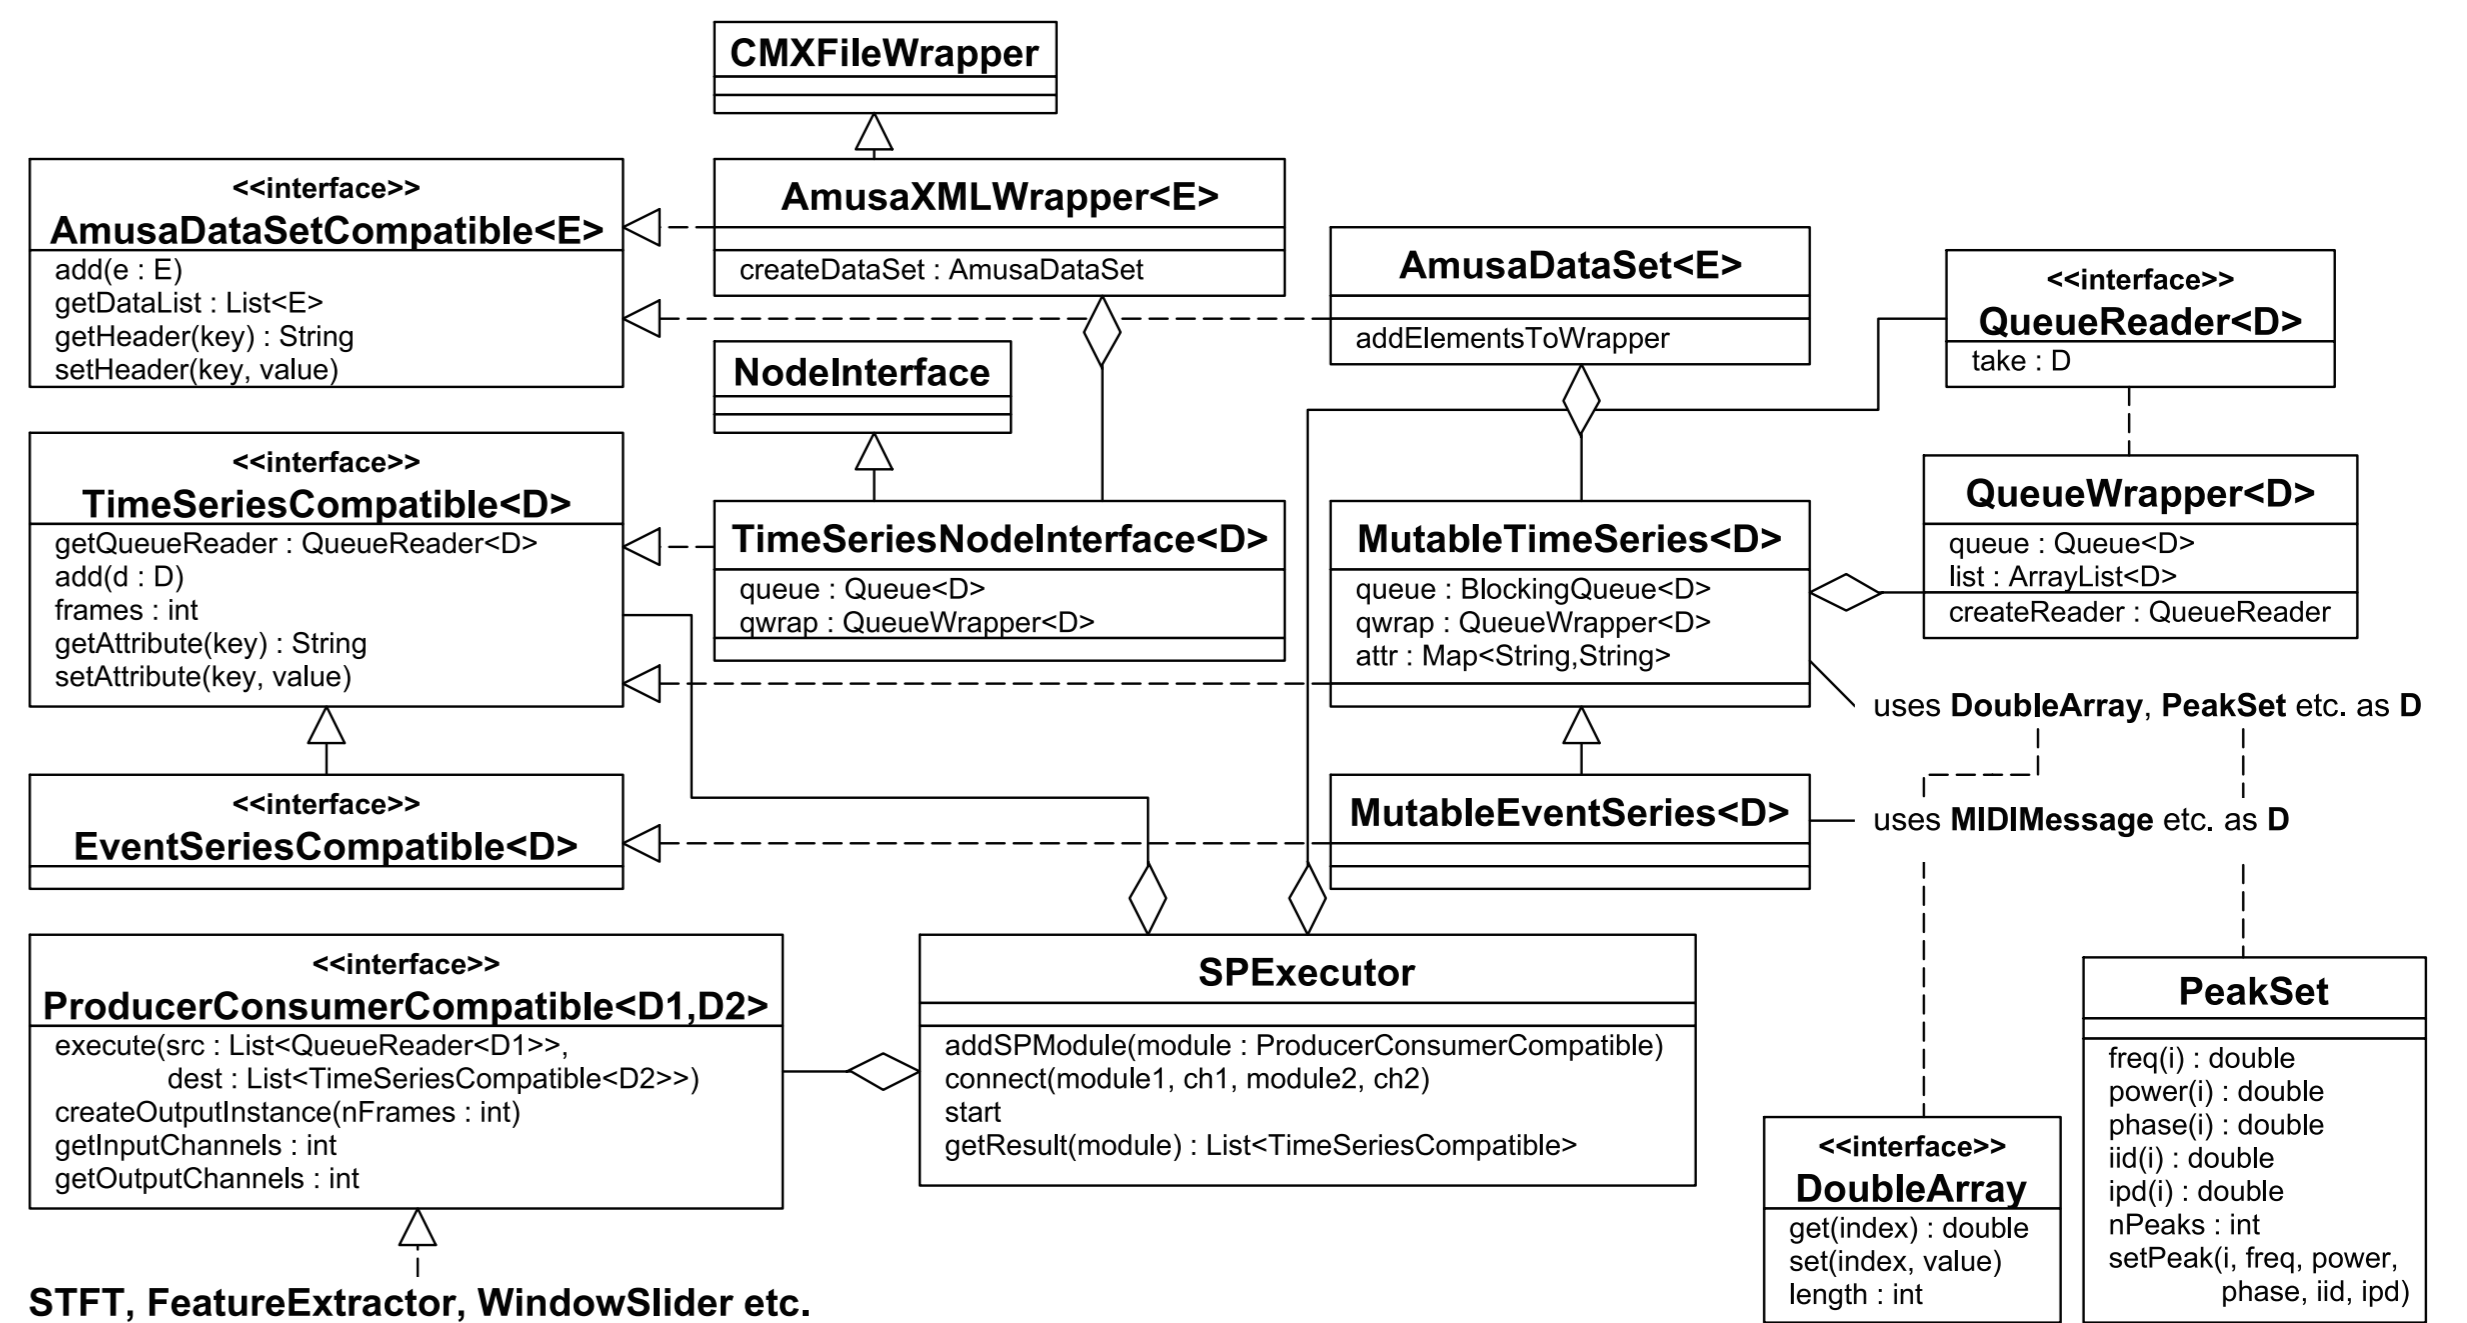 CMXFileWrapper
<<interface>>
AmusaDataSetCompatible<E>
add(e : E)
getDataList : List<E>
getHeader(key) : String
setHeader(key, value)
AmusaXMLWrapper<E>
createDataSet : AmusaDataSet
AmusaDataSet<E>
addElementsToWrapper
<<interface>>
QueueReader<D>
take : D
NodeInterface
<<interface>>
TimeSeriesCompatible<D>
getQueueReader : QueueReader<D>
add(d : D)
frames : int
getAttribute(key) : String
setAttribute(key, value)
TimeSeriesNodeInterface<D>
queue : Queue<D>
qwrap : QueueWrapper<D>
MutableTimeSeries<D>
queue : BlockingQueue<D>
qwrap : QueueWrapper<D>
attr : Map<String,String>
QueueWrapper<D>
queue : Queue<D>
list : ArrayList<D>
createReader : QueueReader
uses DoubleArray, PeakSet etc. as D
<<interface>>
EventSeriesCompatible<D>
MutableEventSeries<D>
uses MIDIMessage etc. as D
<<interface>>
ProducerConsumerCompatible<D1,D2>
execute(src : List<QueueReader<D1>>,
dest : List<TimeSeriesCompatible<D2>>)
createOutputInstance(nFrames : int)
getInputChannels : int
getOutputChannels : int
SPExecutor
addSPModule(module : ProducerConsumerCompatible)
connect(module1, ch1, module2, ch2)
start
getResult(module) : List<TimeSeriesCompatible>
<<interface>>
DoubleArray
get(index) : double
set(index, value)
length : int
PeakSet
freq(i) : double
power(i) : double
phase(i) : double
iid(i) : double
ipd(i) : double
nPeaks : int
setPeak(i, freq, power,
phase, iid, ipd)
STFT, FeatureExtractor, WindowSlider etc.